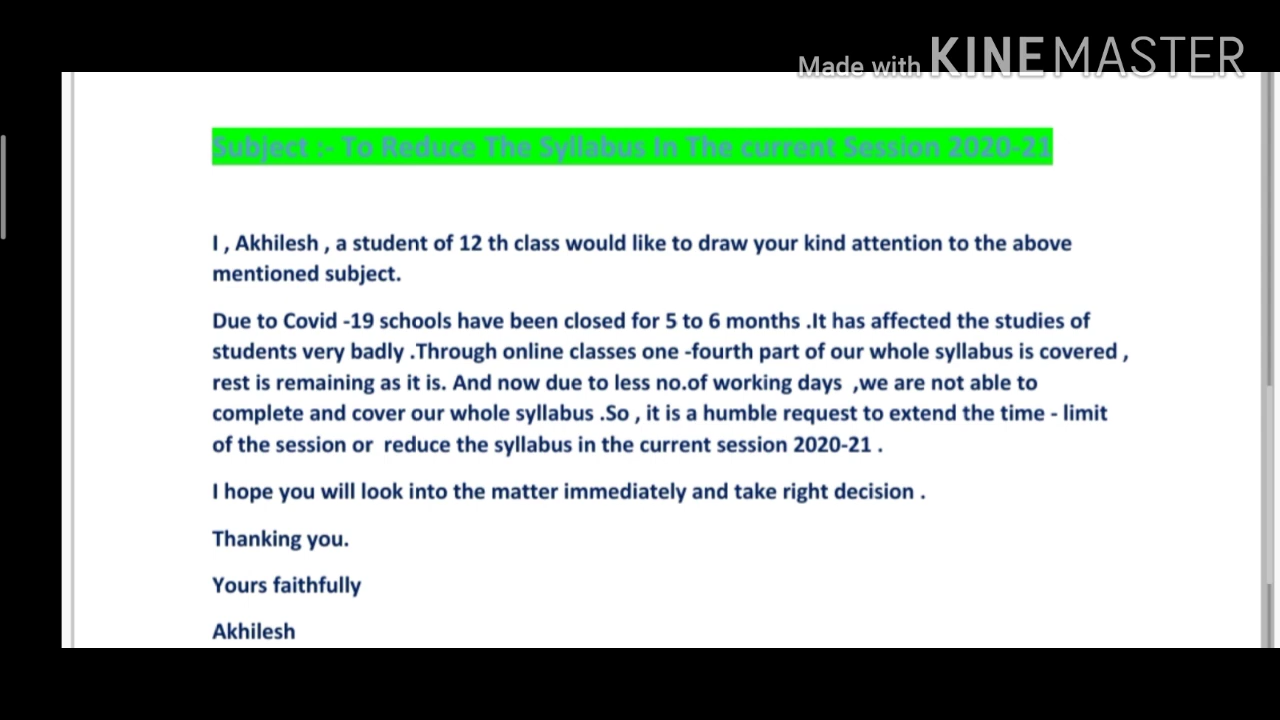 Made with KINEMASTER
Subject :- To Reduce The Syllabus In The current Session 2020-21
I , Akhilesh , a student of 12 th class would like to draw your kind attention to the above
mentioned subject.
Due to Covid -19 schools have been closed for 5 to 6 months .It has affected the studies of
students very badly .Through online classes one -fourth part of our whole syllabus is covered ,
rest is remaining as it is. And now due to less no.of working days  ,we are not able to
complete and cover our whole syllabus .So , it is a humble request to extend the time - limit
of the session or  reduce the syllabus in the current session 2020-21 .
I hope you will look into the matter immediately and take right decision .
Thanking you.
Yours faithfully
Akhilesh